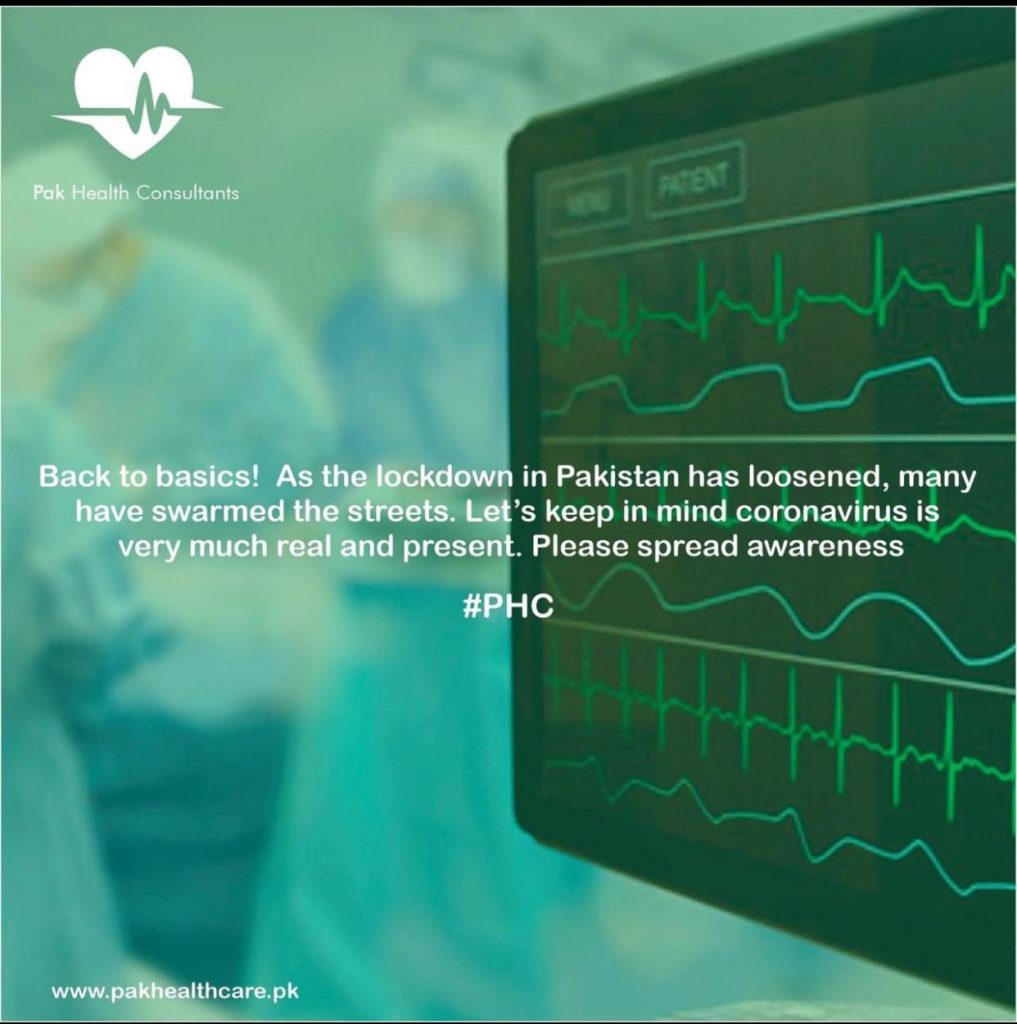 Pak Health Consultants
MENU
PATIENT
Back to basics!  As the lockdown in Pakistan has loosened, many
have swarmed the streets. Let’s keep in mind coronavirus is
very much real and present. Please spread awareness
#PHC
www.pakhealthcare.pk